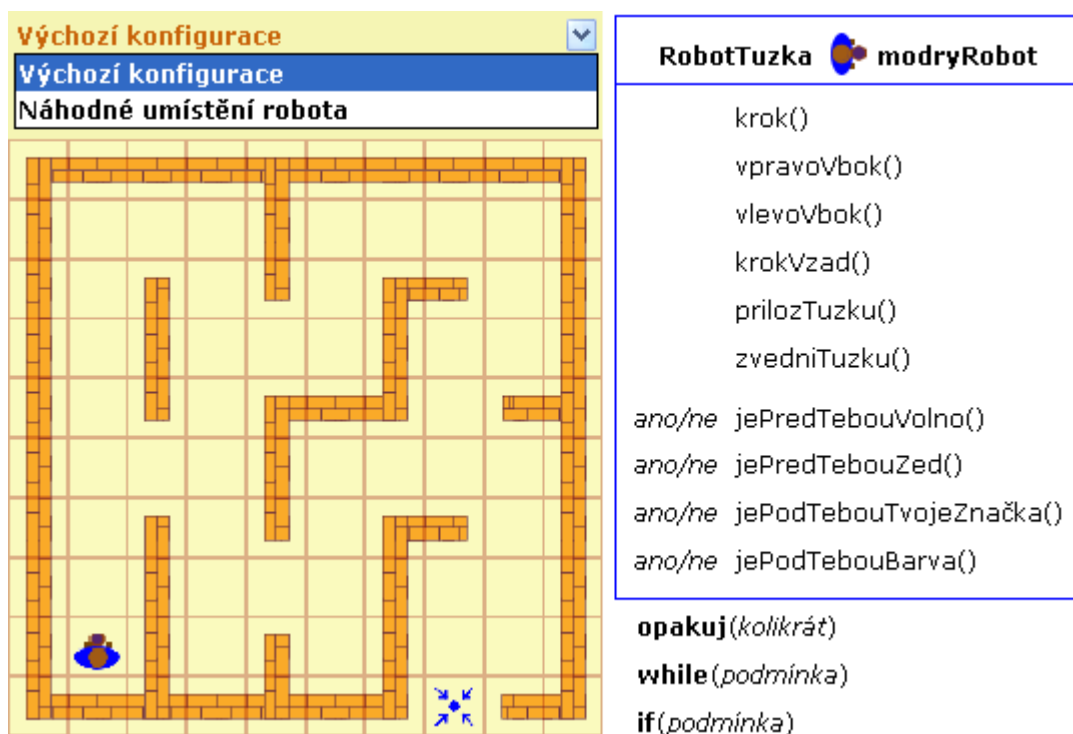 Výchozí konfigurace
Výchozí konfigurace
Náhodné umístění robota
RobotTuzka modryRobot
krok()
vpravoVbok()
vlevoVbok()
krokVzad()
prilozTuzku()
zvedniTuzku()
ano/ne jePredTebouVolno()
ano/ne jePredTebouZed()
ano/ne jePodTebouTvojeZnačka()
ano/ne jePodTebouBarva()
opakuj(kolikrát)
while(podmínka)
if(podmínka)